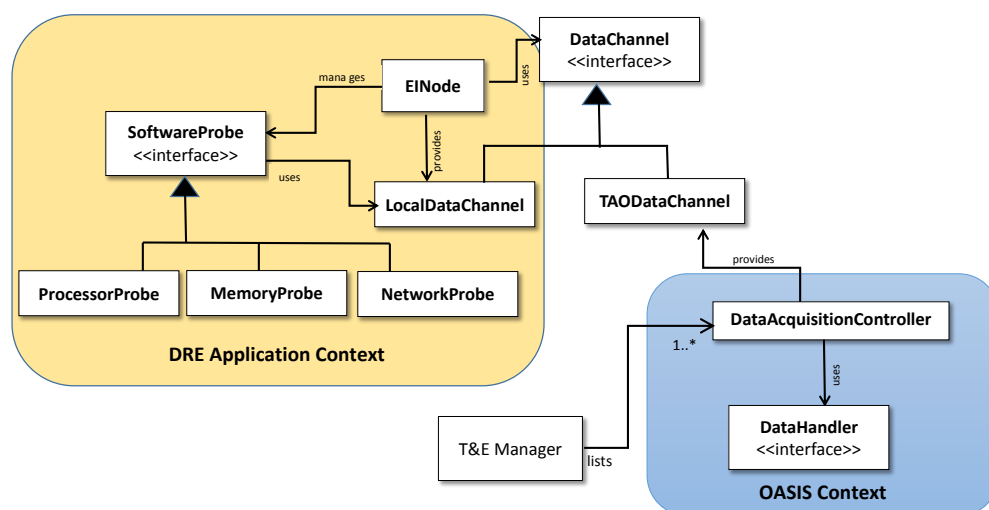 DataChannel
<<interface>>
mana ges
EINode
uses
SoftwareProbe
<<interface>>
provides
uses
LocalDataChannel
TAODataChannel
provides
ProcessorProbe
MemoryProbe
NetworkProbe
DataAcquisitionController
1..*
DRE Application Context
uses
DataHandler
<<interface>>
T&E Manager
lists
OASIS Context